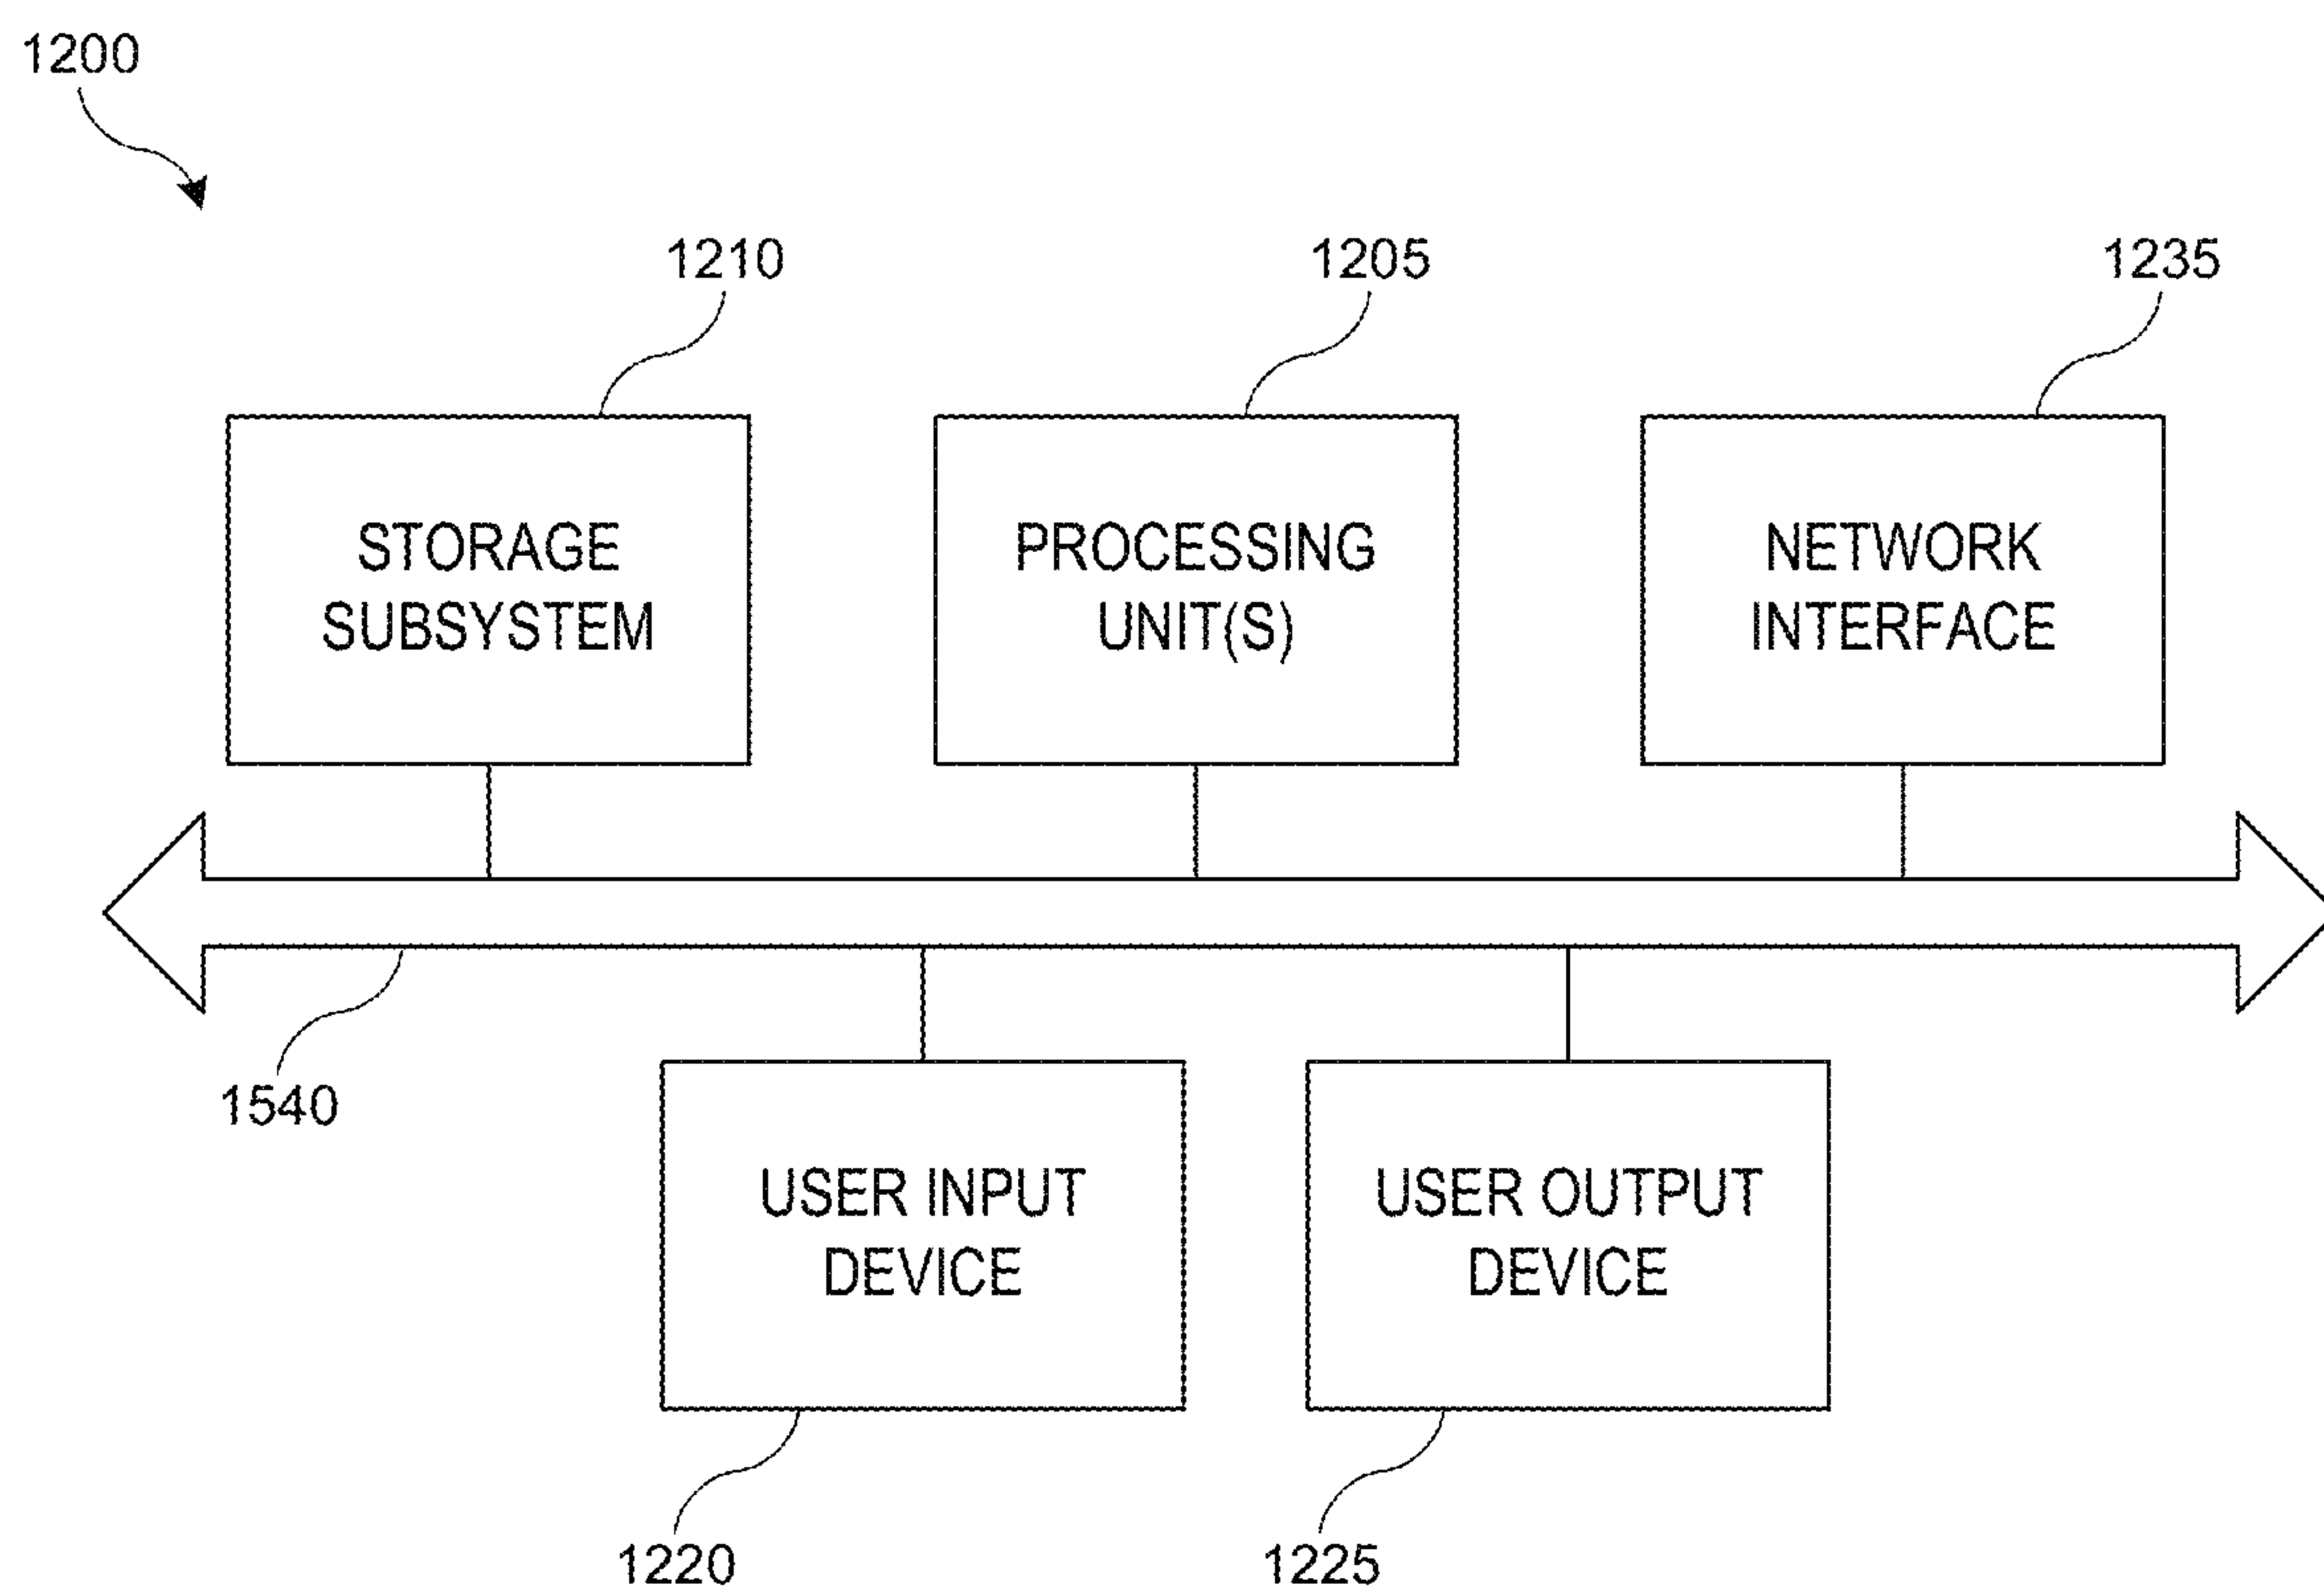 1200
1210
1205
1235
STORAGE
SUBSYSTEM
PROCESSING
UNIT(S)
NETWORK
INTERFACE
1540
USER INPUT
DEVICE
USER OUTPUT
DEVICE
1220
1225